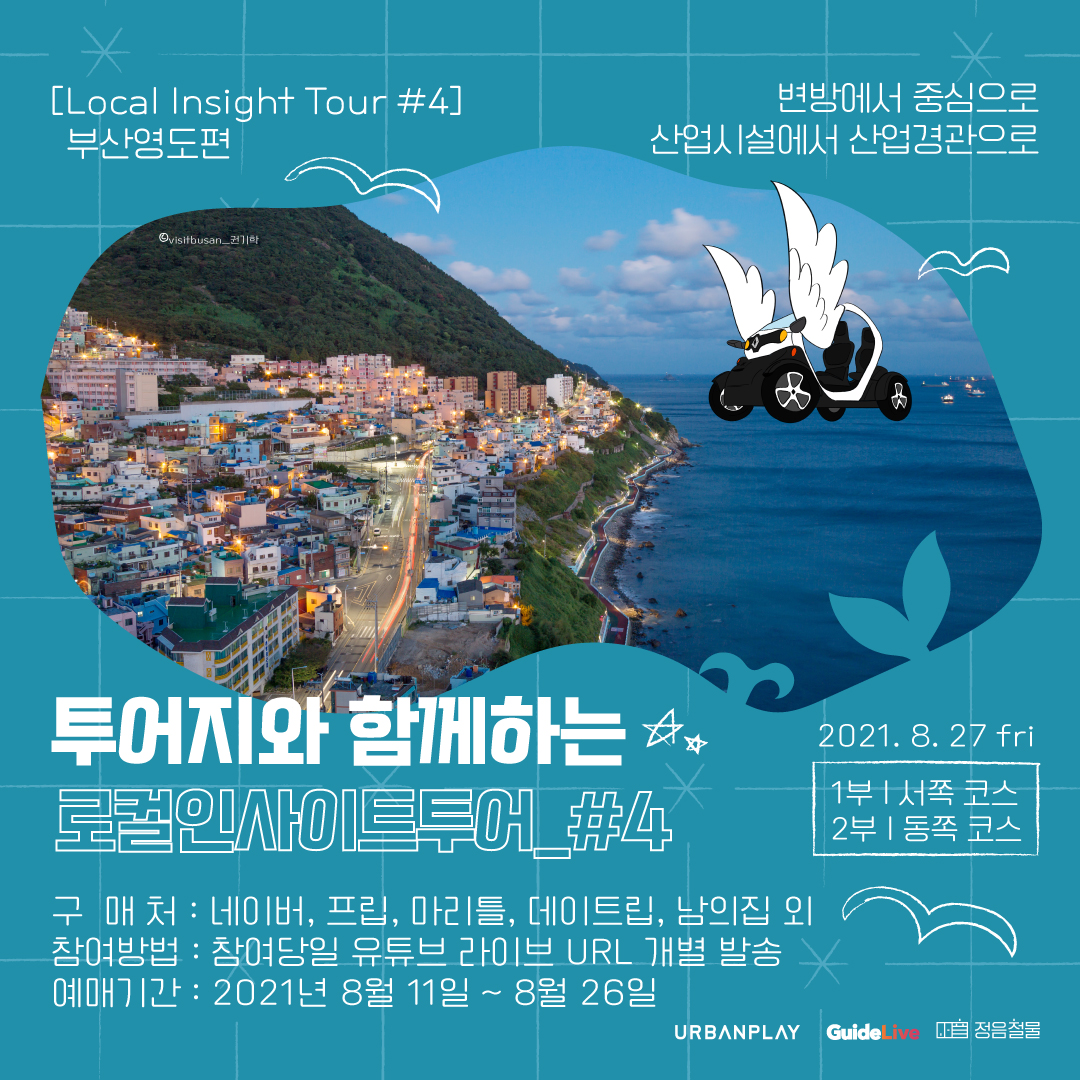 [Local Insight Tour #4]
부산영도편
변방에서 중심으로
산업시설에서 산업경관으로
©visitbusan_권기학
투어지와 함께하는
로컬인사이트투어_#4
2021. 8. 27 fri
1부 | 서쪽 코스
2부 | 동쪽 코스
구 매 처 : 네이버, 프립, 마리틀, 데이트립, 남의집 외
참여방법 : 참여당일 유튜브 라이브 URL 개별 발송
예매기간 : 2021년 8월 11일 ~ 8월 26일
URBANPLAY GuideLive 정음철물